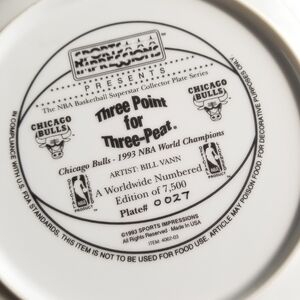 SPORTS
IMPRESSIONS
PRESENTS
The NBA Basketball Superstar Collector Plate Series
CHICAGO
BULLS
Three Point
for
Three-Peat
CHICAGO
BULLS
Chicago Bulls - 1993 NBA World Champions
ARTIST: BILL VANN
A Worldwide Numbered
Edition of 7,500
Plate# 0027
©1993 SPORTS IMPRESSIONS
All Rights Reserved · Made in USA
ITEM: 4062-03
IN COMPLIANCE WITH U.S. FDA STANDARDS, THIS ITEM IS NOT TO BE USED FOR FOOD USE. ARTICLE MAY POISON FOOD. FOR DECORATIVE PURPOSES ONLY.